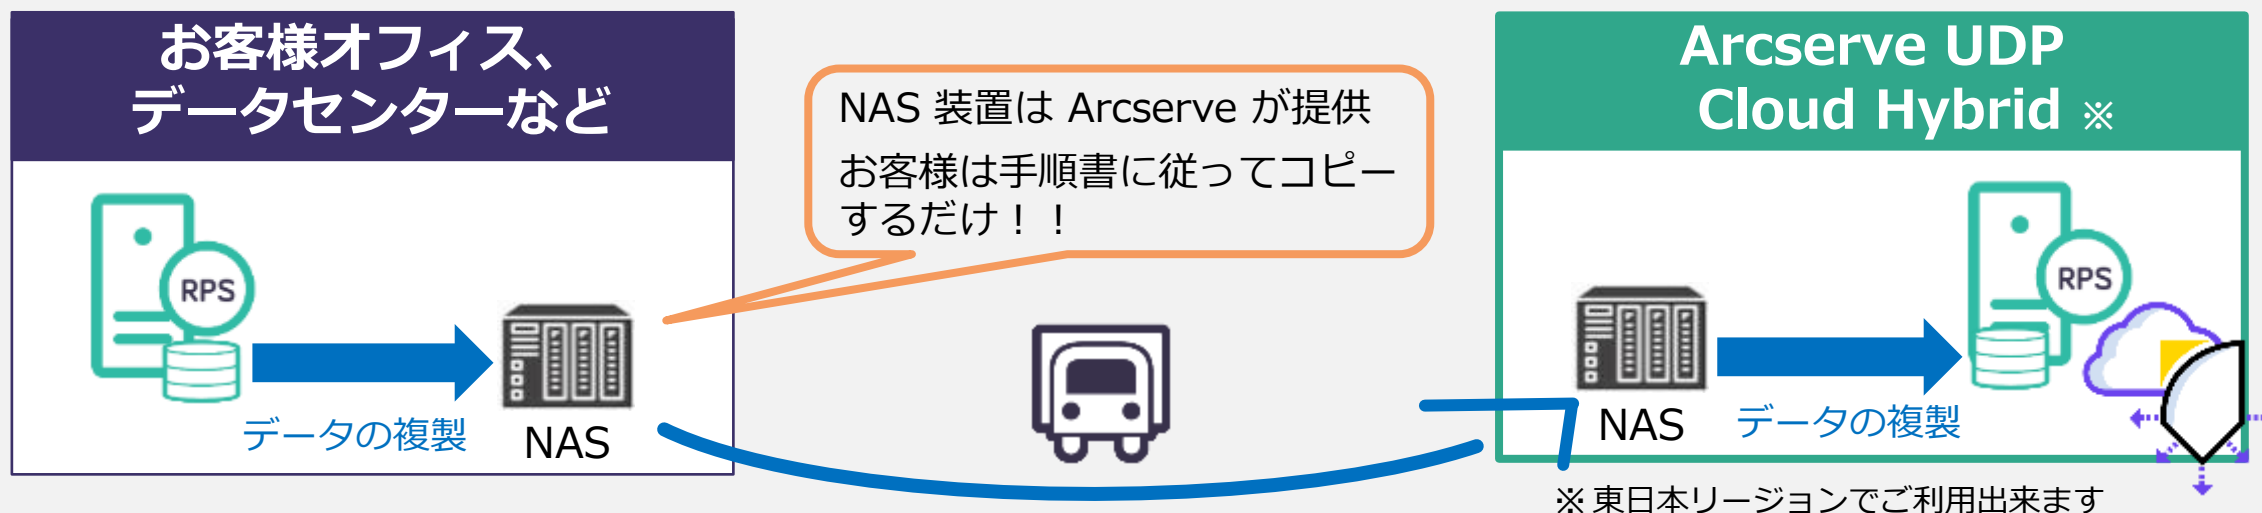 お客様オフィス、
データセンターなど
RPS
データの複製
NAS
NAS 装置は Arcserve が提供
お客様は手順書に従ってコピー
するだけ！！
Arcserve UDP
Cloud Hybrid ※
NAS
データの複製
RPS
※ 東日本リージョンでご利用出来ます